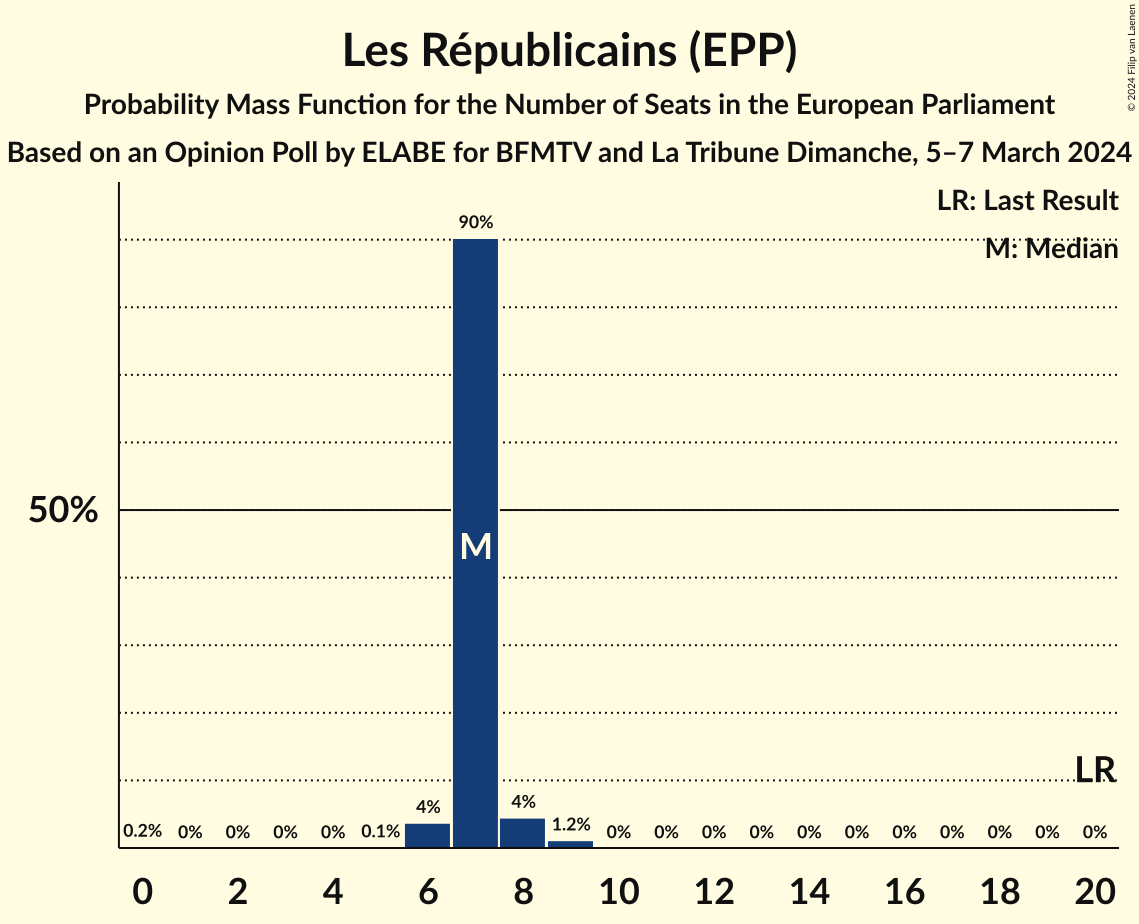 Les Républicains (EPP)
Probability Mass Function for the Number of Seats in the European Parliament
Based on an Opinion Poll by ELABE for BFMTV and La Tribune Dimanche, 5–7 March 2024
© 2024 Filip van Laenen
LR: Last Result
M: Median
90%
50%
M
LR
0.2% 0% 0% 0% 0% 0.1% 4% 4% 1.2% 0% 0% 0% 0% 0% 0% 0% 0% 0% 0% 0%
0 2 4 6 8 10 12 14 16 18 20